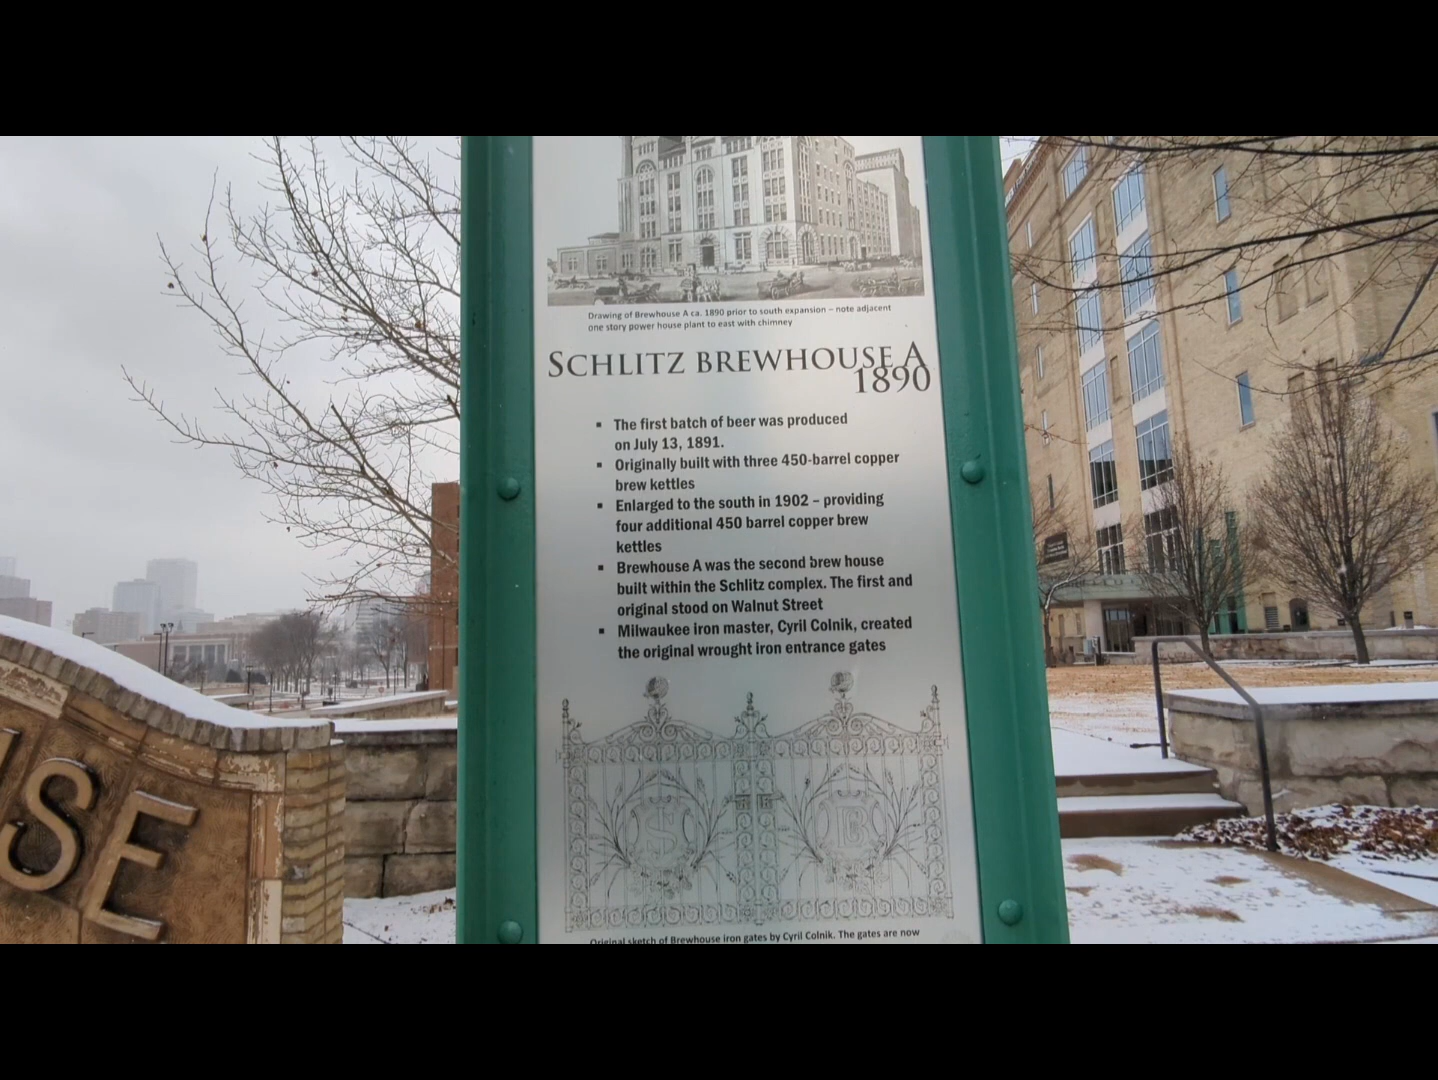 Drawing of Brewhouse A ca. 1890 prior to south expansion – note adjacent
one story power house plant to east with chimney
SCHLITZ BREWHOUSE A
1890
▪ The first batch of beer was produced
on July 13, 1891.
▪ Originally built with three 450-barrel copper
brew kettles
▪ Enlarged to the south in 1902 – providing
four additional 450 barrel copper brew
kettles
▪ Brewhouse A was the second brew house
built within the Schlitz complex. The first and
original stood on Walnut Street
▪ Milwaukee iron master, Cyril Colnik, created
the original wrought iron entrance gates
S B
Original sketch of Brewhouse iron gates by Cyril Colnik. The gates are now
SE